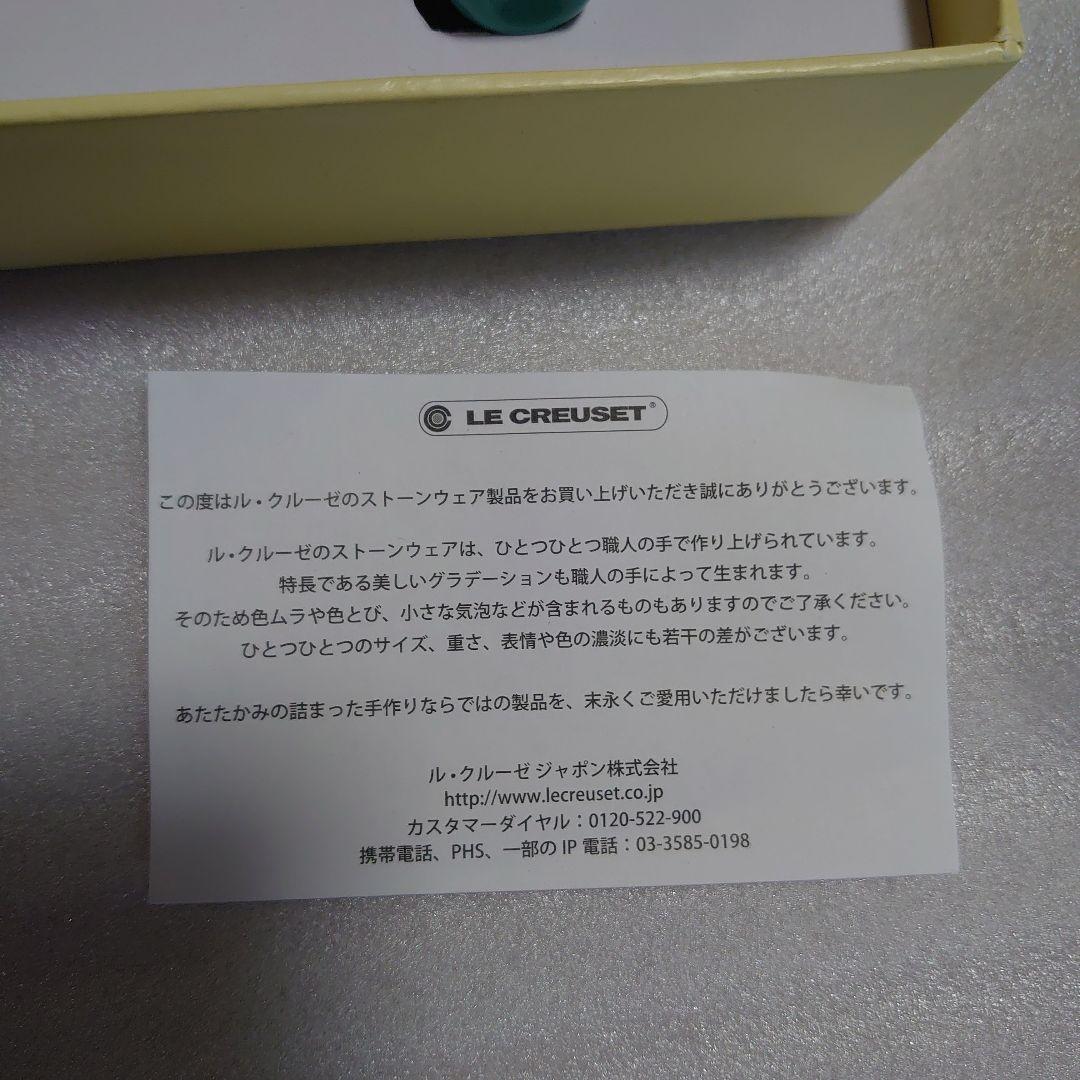 LE CREUSET®
この度はル・クルーゼのストーンウェア製品をお買い上げいただき誠にありがとうございます。
ル・クルーゼのストーンウェアは、ひとつひとつ職人の手で作り上げられています。
特長である美しいグラデーションも職人の手によって生まれます。
そのため色ムラや色とび、小さな気泡などが含まれるものもありますのでご了承ください。
ひとつひとつのサイズ、重さ、表情や色の濃淡にも若干の差がございます。
あたたかみの詰まった手作りならではの製品を、末永くご愛用いただけましたら幸いです。
ル・クルーゼ ジャポン株式会社
http://www.lecreuset.co.jp
カスタマーダイヤル：0120-522-900
携帯電話、PHS、一部の IP 電話：03-3585-0198